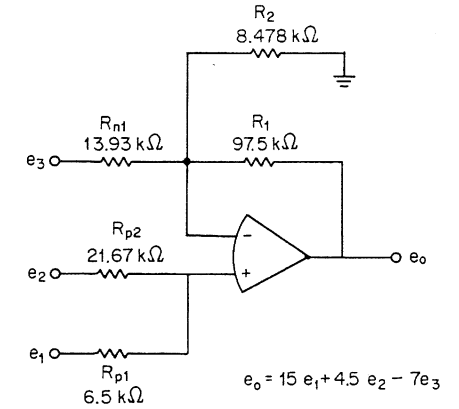 R2
8.478 kΩ
Rn1
13.93 kΩ
R1
97.5 kΩ
e3
−
Rp2
21.67 kΩ
e2
+
eo
e1
Rp1
6.5 kΩ
eo = 15 e1 + 4.5 e2 − 7e3